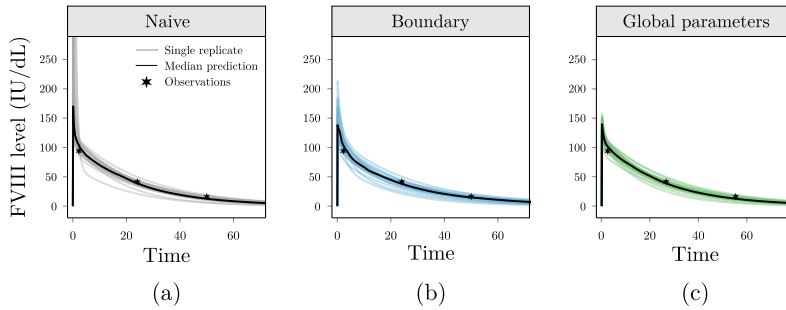 Naive
Boundary
Global parameters
FVIII level (IU/dL)
250
200
150
100
50
0
Single replicate
Median prediction
Observations
250
200
150
100
50
0
250
200
150
100
50
0
0 20 40 60
0 20 40 60
0 20 40 60
Time
Time
Time
(a)
(b)
(c)